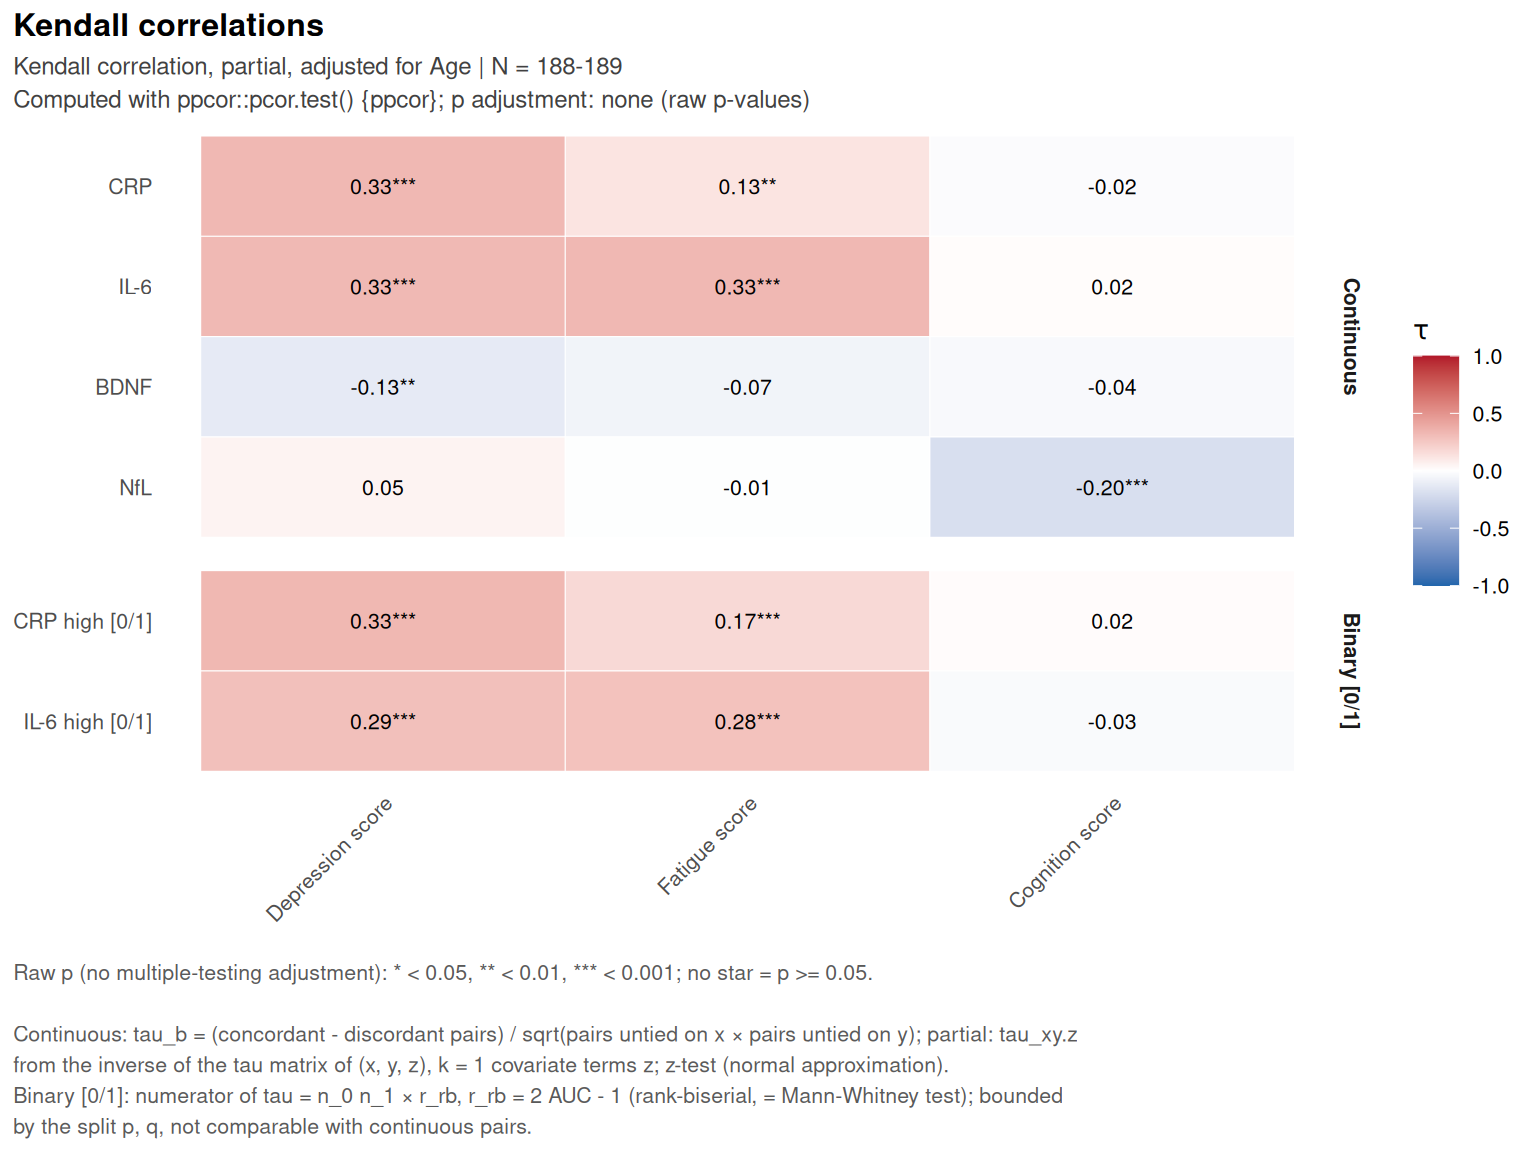 Kendall correlations
Kendall correlation, partial, adjusted for Age | N = 188-189
Computed with ppcor::pcor.test() {ppcor}; p adjustment: none (raw p-values)
CRP 0.33*** 0.13** -0.02
IL-6 0.33*** 0.33*** 0.02
BDNF -0.13** -0.07 -0.04
NfL 0.05 -0.01 -0.20***
Continuous
CRP high [0/1] 0.33*** 0.17*** 0.02
IL-6 high [0/1] 0.29*** 0.28*** -0.03
Binary [0/1]
τ
1.0
0.5
0.0
-0.5
-1.0
Depression score
Fatigue score
Cognition score
Raw p (no multiple-testing adjustment): * < 0.05, ** < 0.01, *** < 0.001; no star = p >= 0.05.
Continuous: tau_b = (concordant - discordant pairs) / sqrt(pairs untied on x × pairs untied on y); partial: tau_xy.z
from the inverse of the tau matrix of (x, y, z), k = 1 covariate terms z; z-test (normal approximation).
Binary [0/1]: numerator of tau = n_0 n_1 × r_rb, r_rb = 2 AUC - 1 (rank-biserial, = Mann-Whitney test); bounded
by the split p, q, not comparable with continuous pairs.